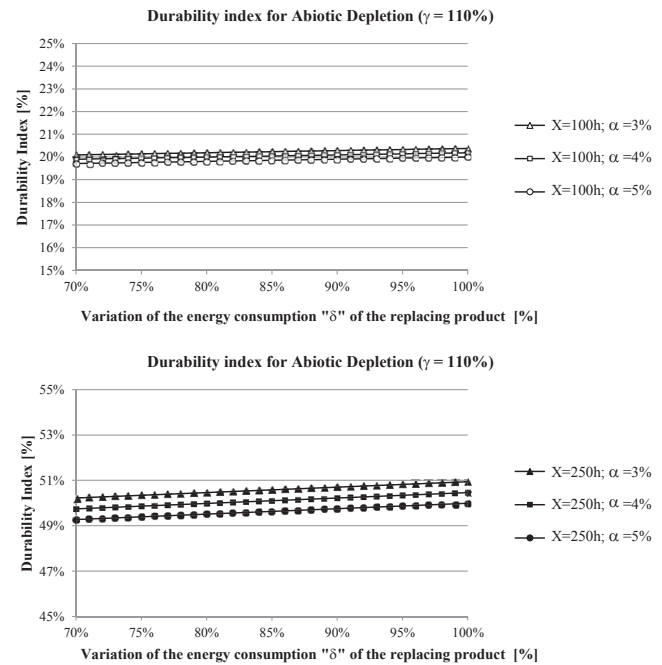 Durability index for Abiotic Depletion (γ = 110%)
Durability Index [%]
25%
24%
23%
22%
21%
20%
19%
18%
17%
16%
15%
70% 75% 80% 85% 90% 95% 100%
Variation of the energy consumption "δ" of the replacing product [%]
X=100h; α =3%
X=100h; α =4%
X=100h; α =5%
Durability index for Abiotic Depletion (γ = 110%)
Durability Index [%]
55%
53%
51%
49%
47%
45%
70% 75% 80% 85% 90% 95% 100%
Variation of the energy consumption "δ" of the replacing product [%]
X=250h; α =3%
X=250h; α =4%
X=250h; α =5%